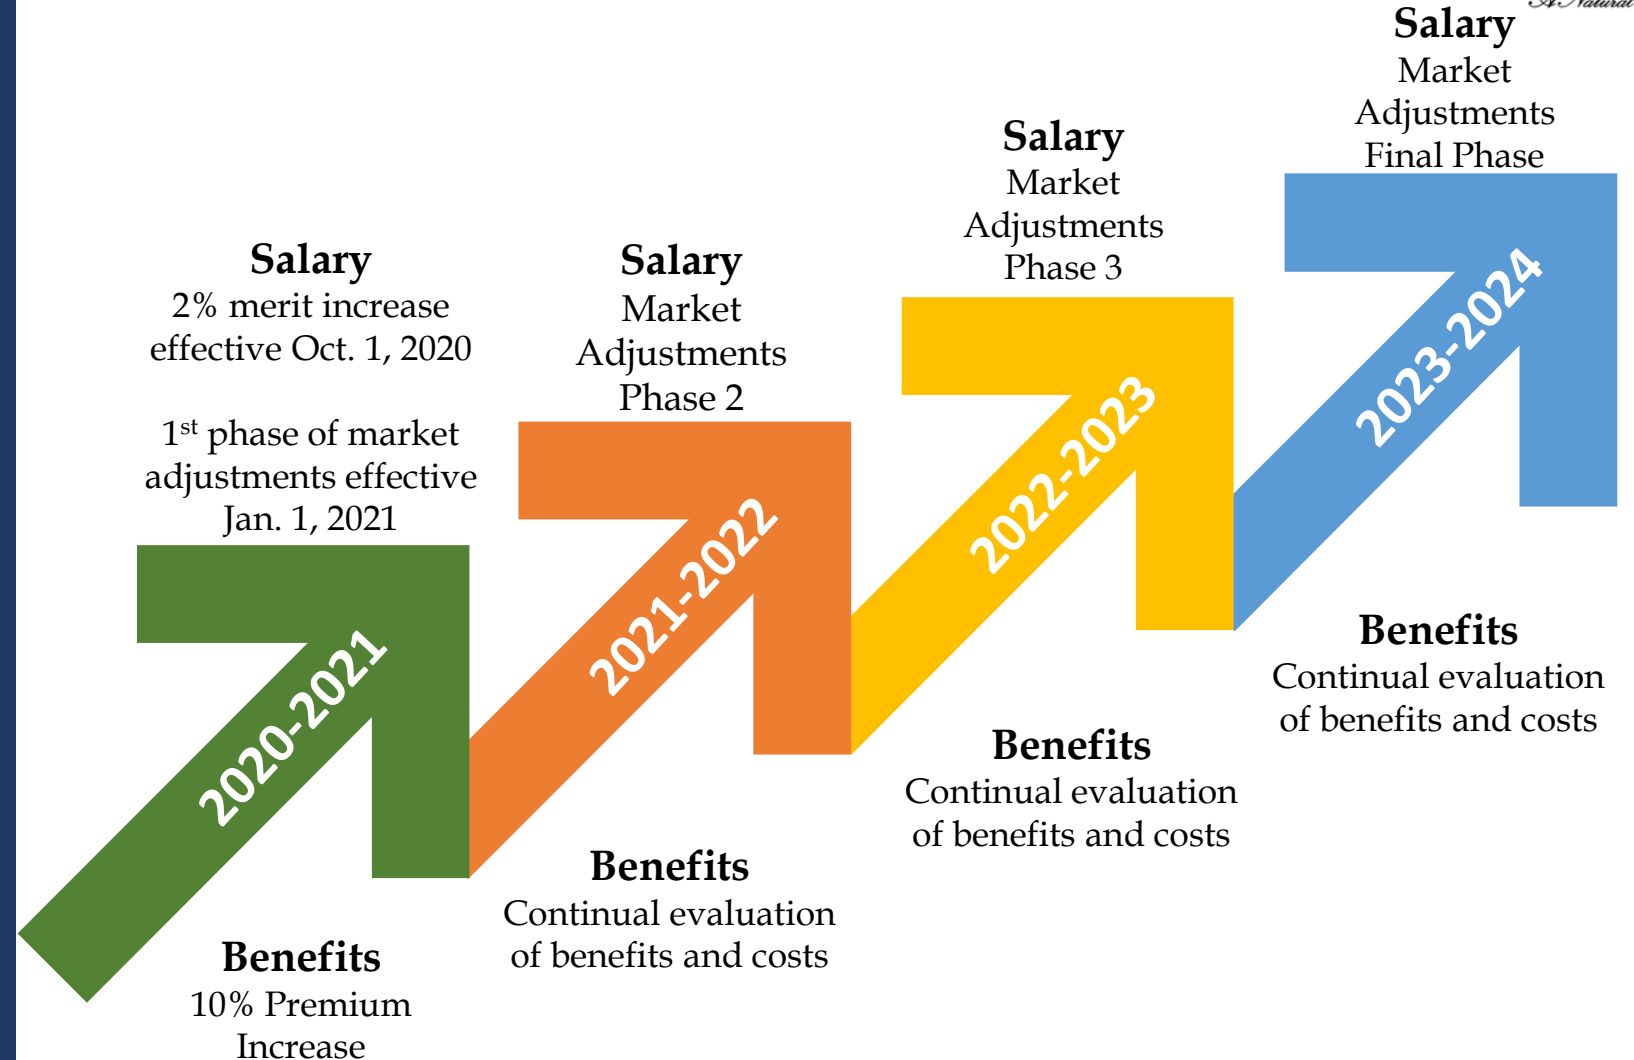 A Natural
Salary
Market
Adjustments
Final Phase
Salary
Market
Adjustments
Phase 3
Salary
2% merit increase
effective Oct. 1, 2020
1st phase of market
adjustments effective
Jan. 1, 2021
Salary
Market
Adjustments
Phase 2
2020-2021
2021-2022
2022-2023
2023-2024
Benefits
10% Premium
Increase
Benefits
Continual evaluation
of benefits and costs
Benefits
Continual evaluation
of benefits and costs
Benefits
Continual evaluation
of benefits and costs